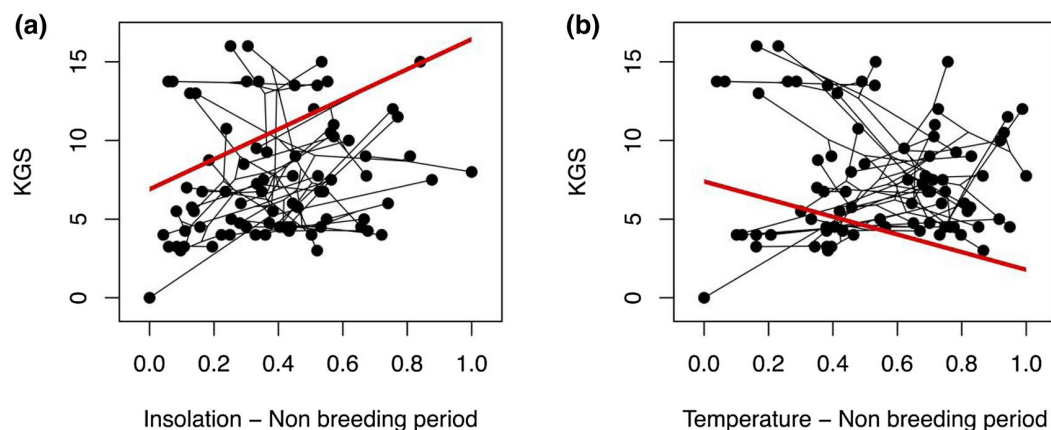 (a)
KGS
15
10
5
0
0.0 0.2 0.4 0.6 0.8 1.0
Insolation – Non breeding period
(b)
KGS
15
10
5
0
0.0 0.2 0.4 0.6 0.8 1.0
Temperature – Non breeding period